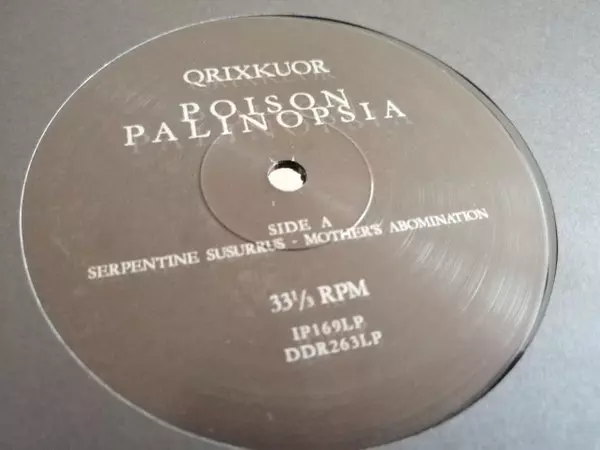 QRIXKUOR
POISON
PALINOPSIA
SIDE A
SERPENTINE SUSURRUS - MOTHER'S ABOMINATION
33⅓ RPM
IP169LP
DDR263LP